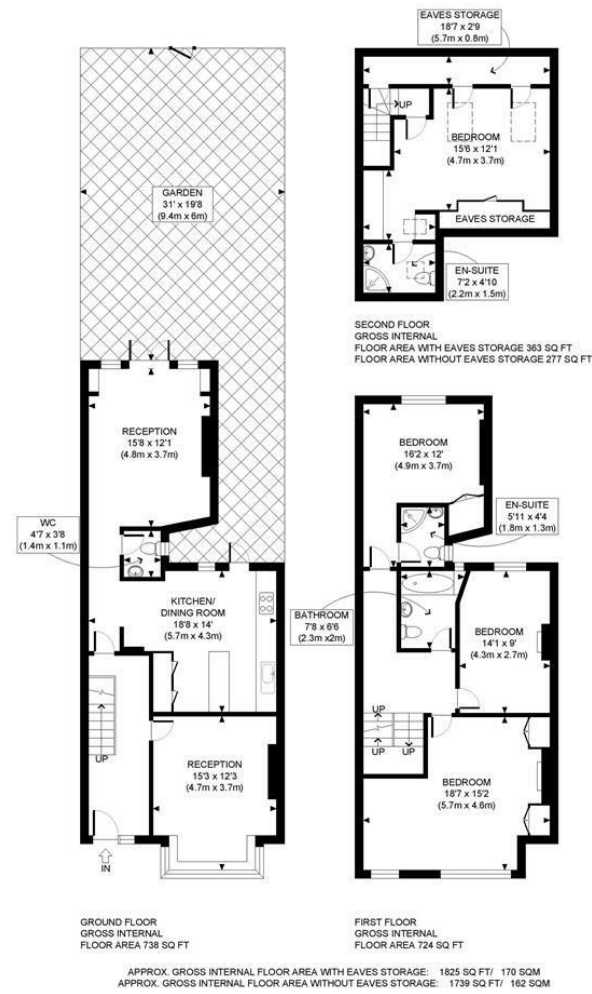 EAVES STORAGE
18'7 x 2'9
(5.7m x 0.8m)
UP
BEDROOM
15'6 x 12'1
(4.7m x 3.7m)
EAVES STORAGE
EN-SUITE
7'2 x 4'10
(2.2m x 1.5m)
SECOND FLOOR
GROSS INTERNAL
FLOOR AREA WITH EAVES STORAGE 363 SQ FT
FLOOR AREA WITHOUT EAVES STORAGE 277 SQ FT
GARDEN
31' x 19'8
(9.4m x 6m)
RECEPTION
15'8 x 12'1
(4.8m x 3.7m)
WC
4'7 x 3'8
(1.4m x 1.1m)
KITCHEN/
DINING ROOM
18'8 x 14'
(5.7m x 4.3m)
UP
RECEPTION
15'3 x 12'3
(4.7m x 3.7m)
IN
GROUND FLOOR
GROSS INTERNAL
FLOOR AREA 738 SQ FT
BEDROOM
16'2 x 12'
(4.9m x 3.7m)
EN-SUITE
5'11 x 4'4
(1.8m x 1.3m)
BATHROOM
7'8 x 6'6
(2.3m x2m)
BEDROOM
14'1 x 9'
(4.3m x 2.7m)
UP
UP
UP
BEDROOM
18'7 x 15'2
(5.7m x 4.6m)
FIRST FLOOR
GROSS INTERNAL
FLOOR AREA 724 SQ FT
APPROX. GROSS INTERNAL FLOOR AREA WITH EAVES STORAGE: 1825 SQ FT/ 170 SQM
APPROX. GROSS INTERNAL FLOOR AREA WITHOUT EAVES STORAGE: 1739 SQ FT/ 162 SQM